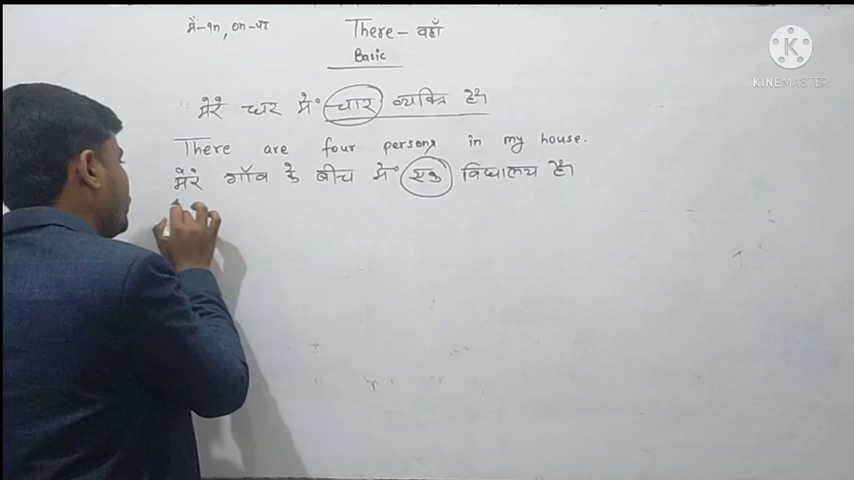 में-in, on-पर
There - वहाँ
Basic
K
KINEMASTER
मेरे घर में चार व्यक्ति है।
There are four persons in my house.
मेरे गाँव के बीच में एक विद्यालय है।